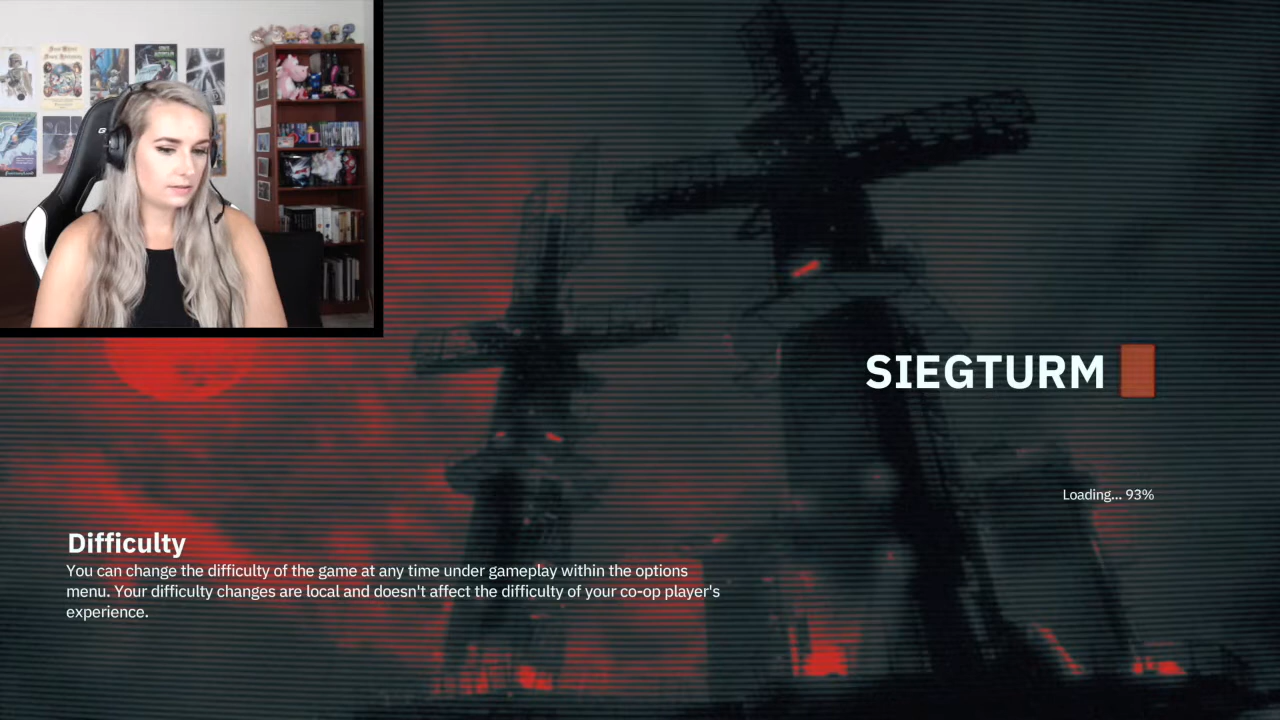 SIEGTURM
Loading... 93%
Difficulty
You can change the difficulty of the game at any time under gameplay within the options
menu. Your difficulty changes are local and doesn't affect the difficulty of your co-op player's
experience.